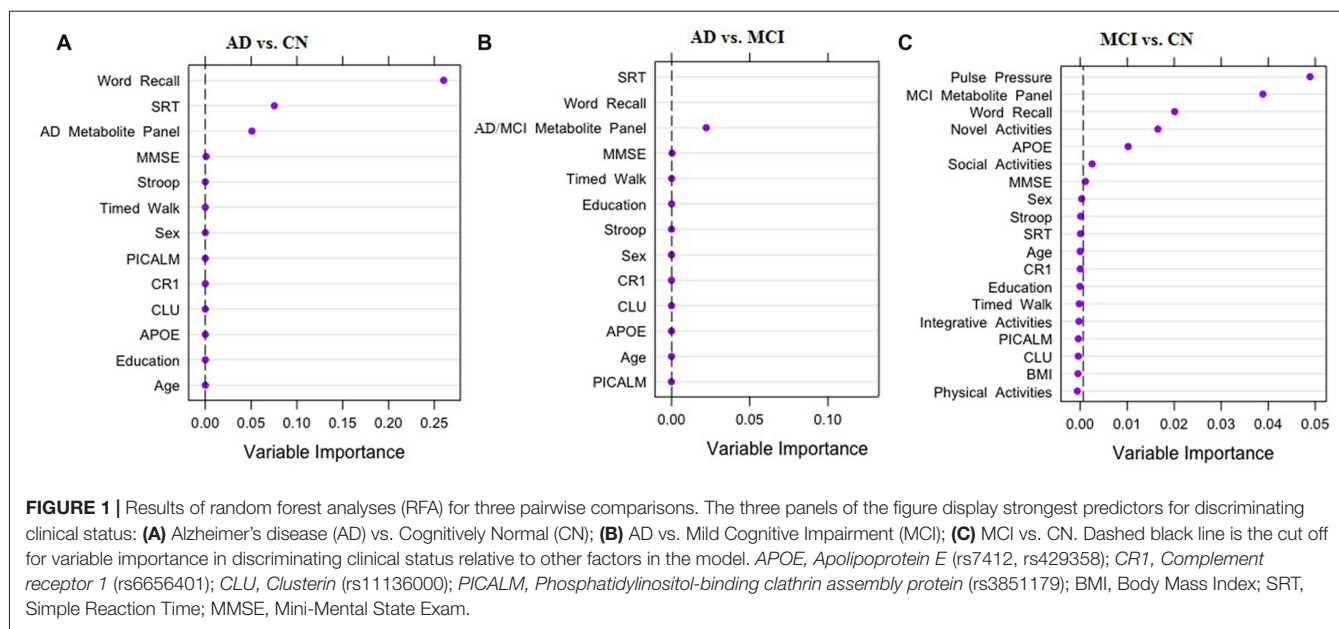 A
AD vs. CN
Word Recall
SRT
AD Metabolite Panel
MMSE
Stroop
Timed Walk
Sex
PICALM
CR1
CLU
APOE
Education
Age
0.00 0.05 0.10 0.15 0.20 0.25
Variable Importance
B
AD vs. MCI
SRT
Word Recall
AD/MCI Metabolite Panel
MMSE
Timed Walk
Education
Stroop
Sex
CR1
CLU
APOE
Age
PICALM
0.00 0.05 0.10
Variable Importance
C
MCI vs. CN
Pulse Pressure
MCI Metabolite Panel
Word Recall
Novel Activities
APOE
Social Activities
MMSE
Sex
Stroop
SRT
Age
CR1
Education
Timed Walk
Integrative Activities
PICALM
CLU
BMI
Physical Activities
0.00 0.01 0.02 0.03 0.04 0.05
Variable Importance
FIGURE 1 | Results of random forest analyses (RFA) for three pairwise comparisons. The three panels of the figure display strongest predictors for discriminating
clinical status: (A) Alzheimer's disease (AD) vs. Cognitively Normal (CN); (B) AD vs. Mild Cognitive Impairment (MCI); (C) MCI vs. CN. Dashed black line is the cut off
for variable importance in discriminating clinical status relative to other factors in the model. APOE, Apolipoprotein E (rs7412, rs429358); CR1, Complement
receptor 1 (rs6656401); CLU, Clusterin (rs11136000); PICALM, Phosphatidylinositol-binding clathrin assembly protein (rs3851179); BMI, Body Mass Index; SRT,
Simple Reaction Time; MMSE, Mini-Mental State Exam.